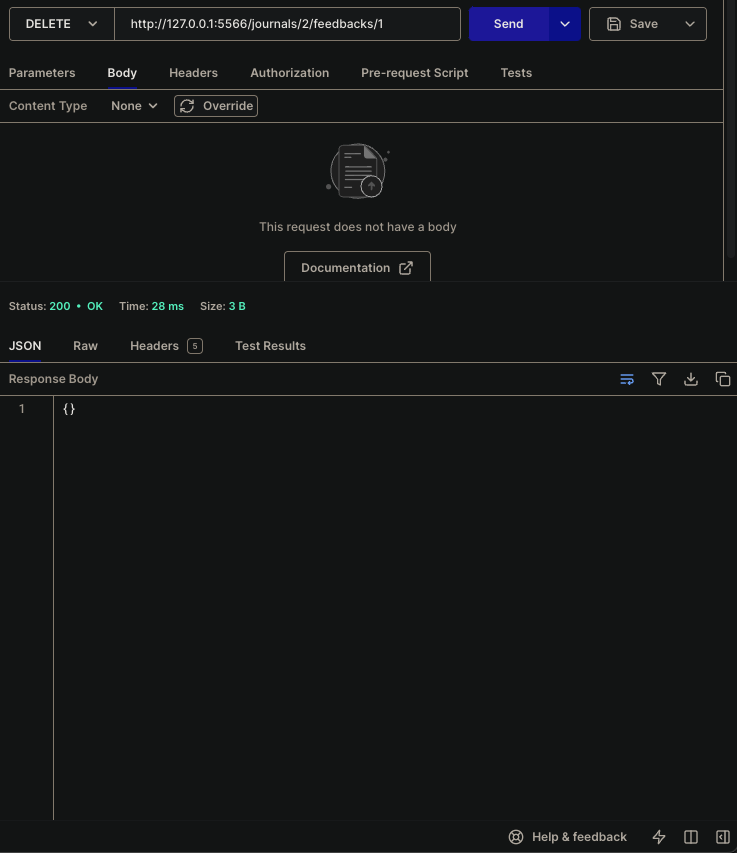 DELETE http://127.0.0.1:5566/journals/2/feedbacks/1 Send Save
Parameters Body Headers Authorization Pre-request Script Tests
Content Type None Override
This request does not have a body
Documentation
Status: 200 • OK Time: 28 ms Size: 3 B
JSON Raw Headers 5 Test Results
Response Body
1 {}
Help & feedback